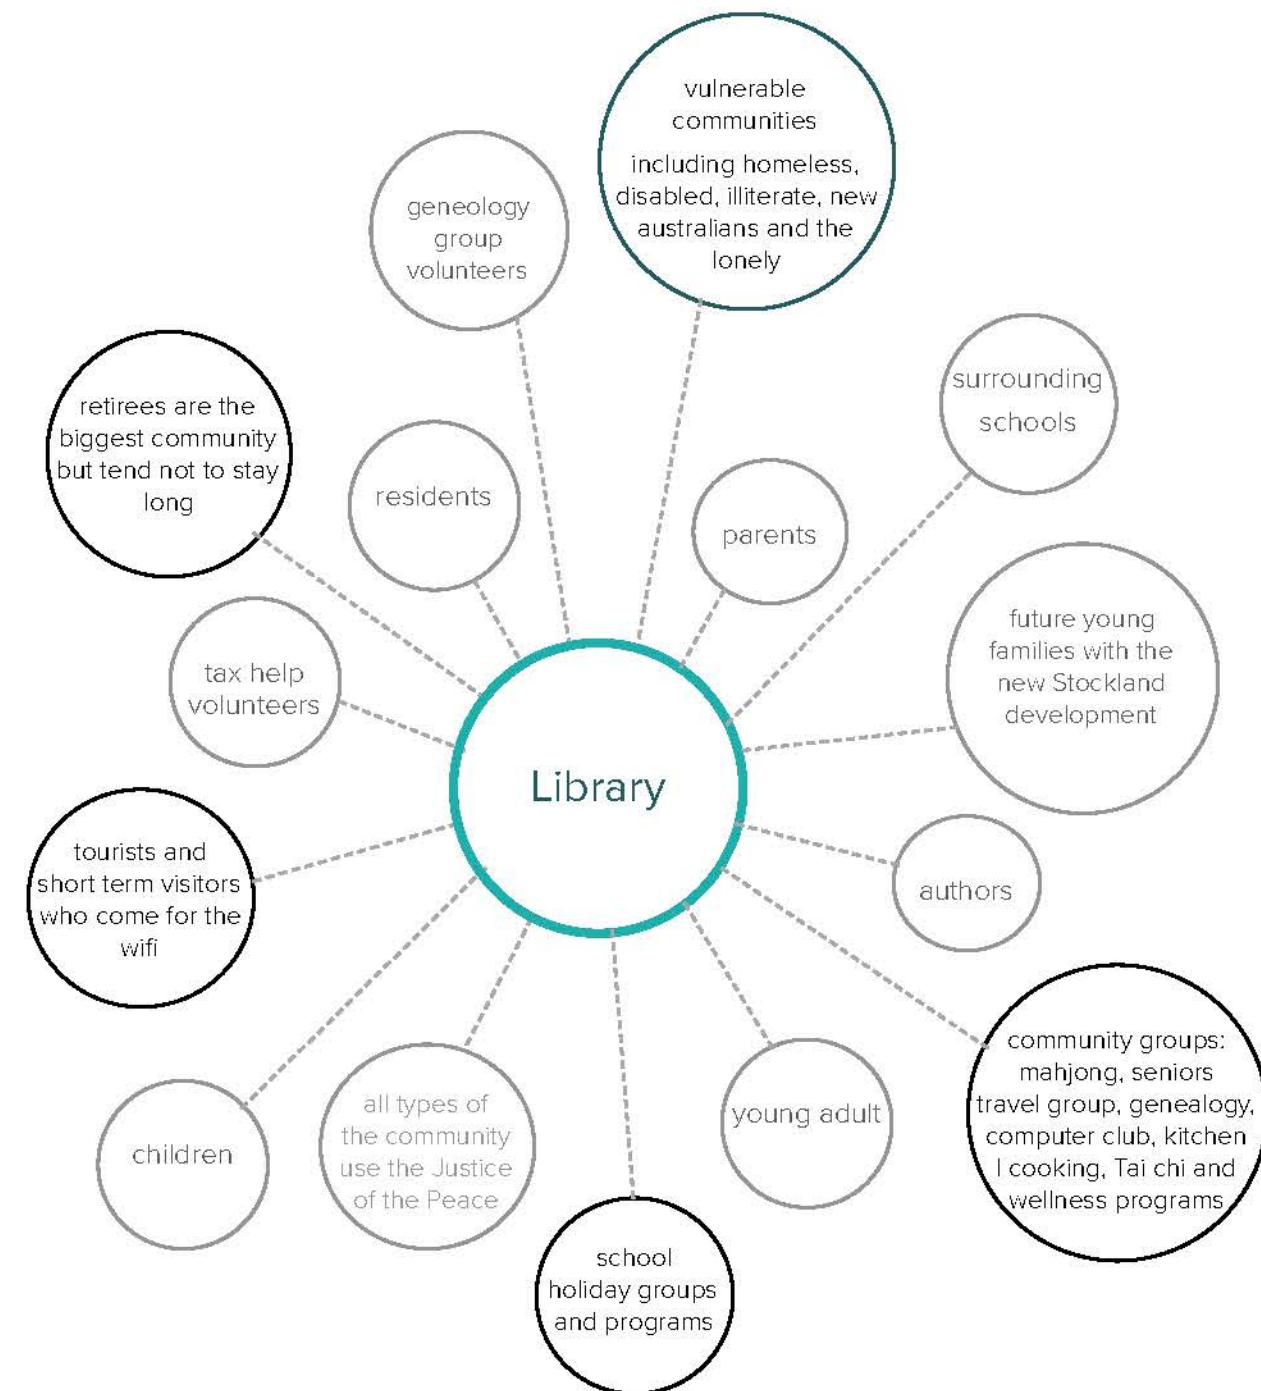 vulnerable
communities
including homeless,
disabled, illiterate, new
australians and the
lonely
geneology
group
volunteers
surrounding
schools
retirees are the
biggest community
but tend not to stay
long
residents
parents
future young
families with the
new Stockland
development
tax help
volunteers
Library
tourists and
short term visitors
who come for the
wifi
authors
community groups:
mahjong, seniors
travel group, genealogy,
computer club, kitchen
l cooking, Tai chi and
wellness programs
children
all types of
the community
use the Justice
of the Peace
young adult
school
holiday groups
and programs